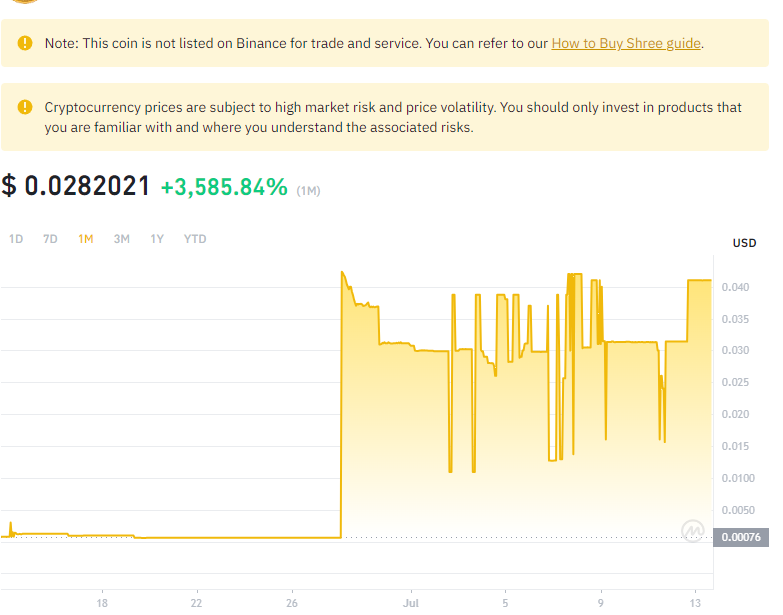 Note: This coin is not listed on Binance for trade and service. You can refer to our How to Buy Shree guide.
Cryptocurrency prices are subject to high market risk and price volatility. You should only invest in products that
you are familiar with and where you understand the associated risks.
$ 0.0282021 +3,585.84% (1M)
1D 7D 1M 3M 1Y YTD
USD
0.040
0.035
0.030
0.025
0.020
0.015
0.0100
0.0050
0.00076
18 22 26 Jul 5 9 13